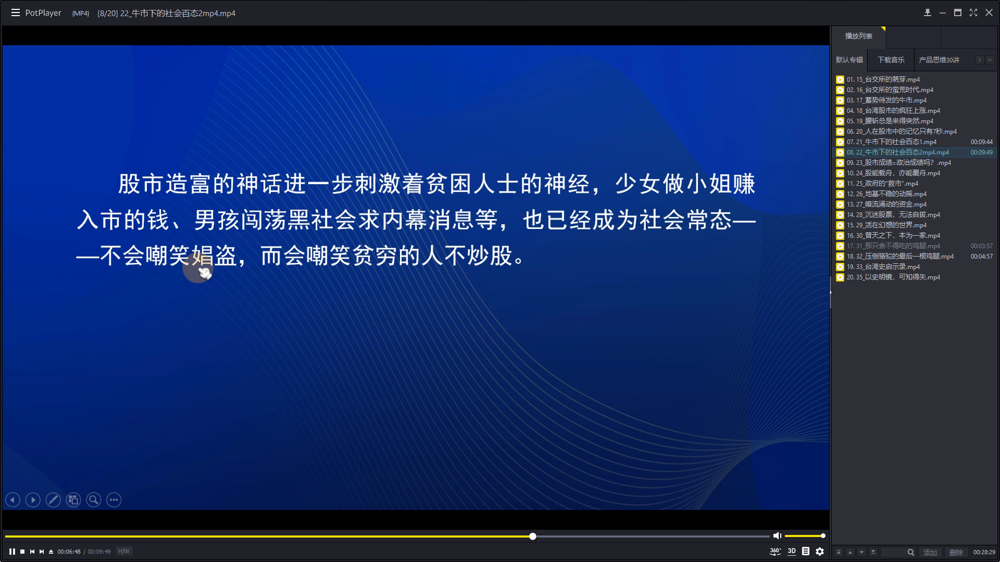 PotPlayer {MP4} [8/20] 22_牛市下的社会百态2mp4.mp4
股市造富的神话进一步刺激着贫困人士的神经，少女做小姐赚
入市的钱、男孩闯荡黑社会求内幕消息等，也已经成为社会常态—
—不会嘲笑娼盗，而会嘲笑贫穷的人不炒股。
00:06:48 / 00:09:49 H/W
360° 3D
播放列表
默认专辑 下载音乐 产品思维30讲
01. 15_台交所的萌芽.mp4
02. 16_台交所的蛮荒时代.mp4
03. 17_蓄势待发的牛市.mp4
04. 18_台湾股市的疯狂上涨.mp4
05. 19_腰斩总是来得突然.mp4
06. 20_人在股市中的记忆只有7秒.mp4
07. 21_牛市下的社会百态1.mp4 00:09:44
08. 22_牛市下的社会百态2mp4.mp4 00:09:49
09. 23_股市成绩=政治成绩吗？.mp4
10. 24_股能载舟，亦能覆舟.mp4
11. 25_政府的"救市".mp4
12. 26_地基不稳的动摇.mp4
13. 27_暗流涌动的资金.mp4
14. 28_沉迷股票，无法自拔.mp4
15. 29_活在幻想的世界.mp4
16. 30_普天之下，本为一家.mp4
17. 31_那只舍不得吃的鸡腿.mp4 00:03:57
18. 32_压倒骆驼的最后一根鸡腿.mp4 00:04:57
19. 33_台湾史启示录.mp4
20. 35_以史明镜，可知得失.mp4
添加 删除 00:28:29